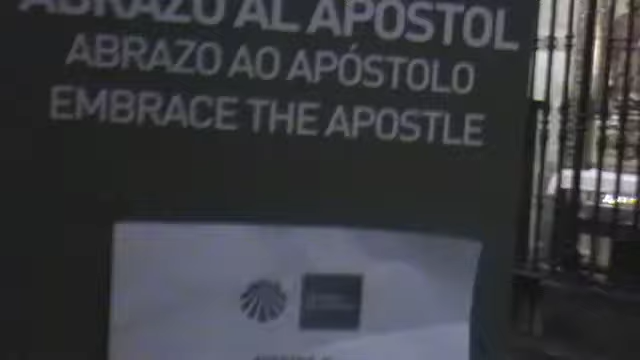 ABRAZO AL APÓSTOL
ABRAZO AO APÓSTOLO
EMBRACE THE APOSTLE